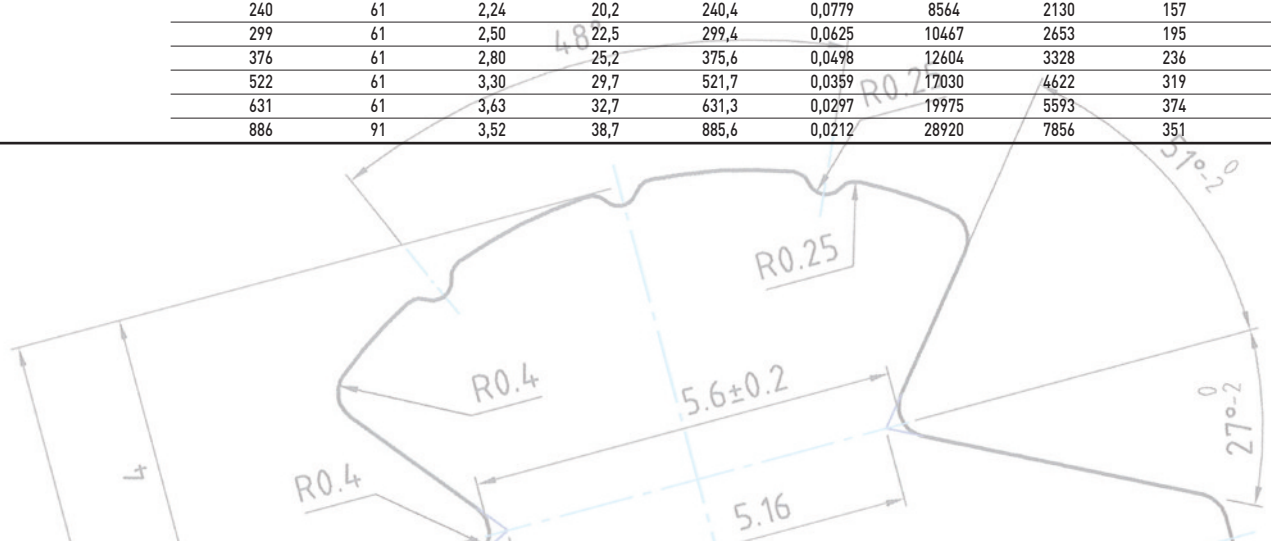 240 61 2,24 20,2 240,4 0,0779 8564 2130 157
299 61 2,50 22,5 299,4 0,0625 10467 2653 195
376 61 2,80 25,2 375,6 0,0498 12604 3328 236
522 61 3,30 29,7 521,7 0,0359 17030 4622 319
631 61 3,63 32,7 631,3 0,0297 19975 5593 374
886 91 3,52 38,7 885,6 0,0212 28920 7856 351
48°
R0.25
51° 0 -2
R0.25
R0.4
5.6±0.2
27° 0 -2
4
R0.4
5.16